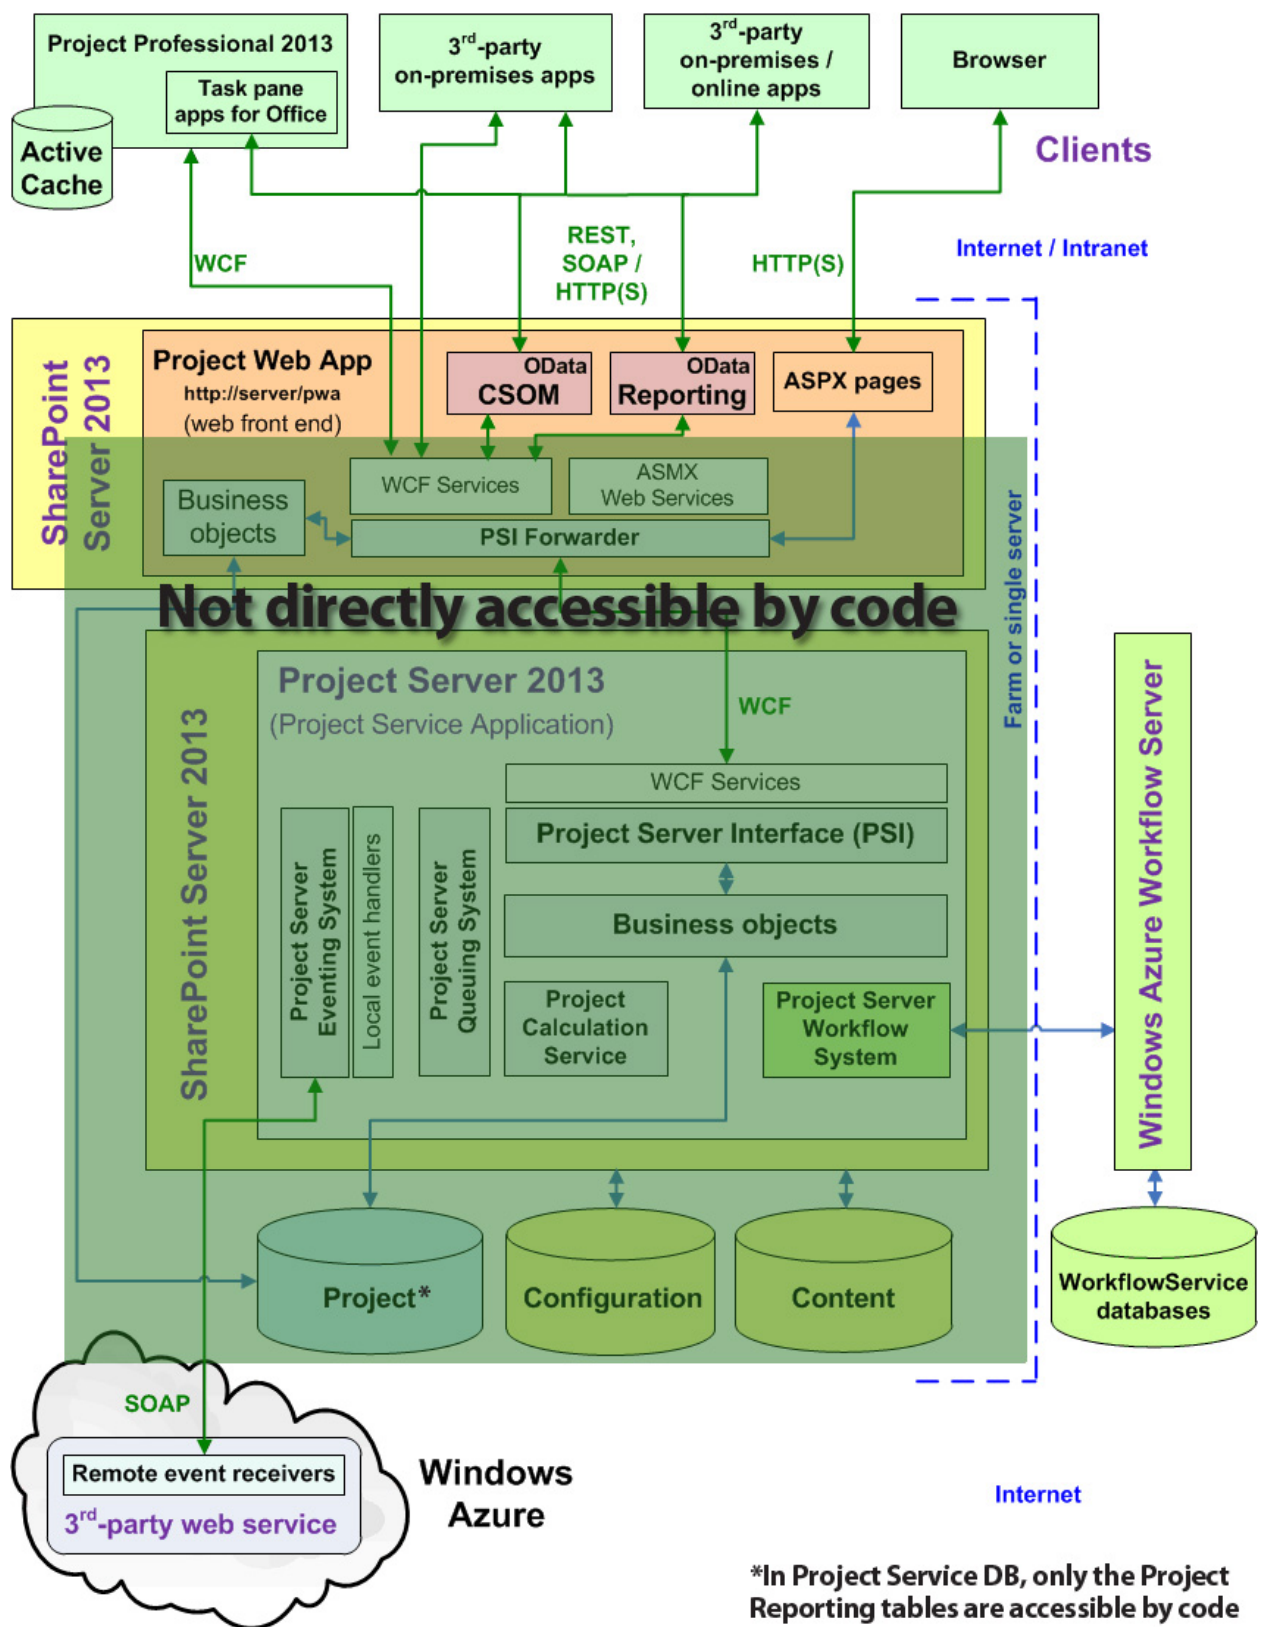 Project Professional 2013
Task pane
apps for Office
Active
Cache
3rd-party
on-premises apps
3rd-party
on-premises /
online apps
Browser
Clients
WCF
REST,
SOAP /
HTTP(S)
HTTP(S)
Internet / Intranet
SharePoint
Server 2013
Project Web App
http://server/pwa
(web front end)
OData
CSOM
OData
Reporting
ASPX pages
Business
objects
WCF Services
ASMX
Web Services
PSI Forwarder
Farm or single server
Not directly accessible by code
SharePoint Server 2013
Project Server 2013
(Project Service Application)
WCF
WCF Services
Project Server Interface (PSI)
Business objects
Project Server
Eventing System
Local event handlers
Project Server
Queuing System
Project
Calculation
Service
Project Server
Workflow
System
Windows Azure Workflow Server
Project*
Configuration
Content
WorkflowService
databases
SOAP
Remote event receivers
3rd-party web service
Windows
Azure
Internet
*In Project Service DB, only the Project
Reporting tables are accessible by code